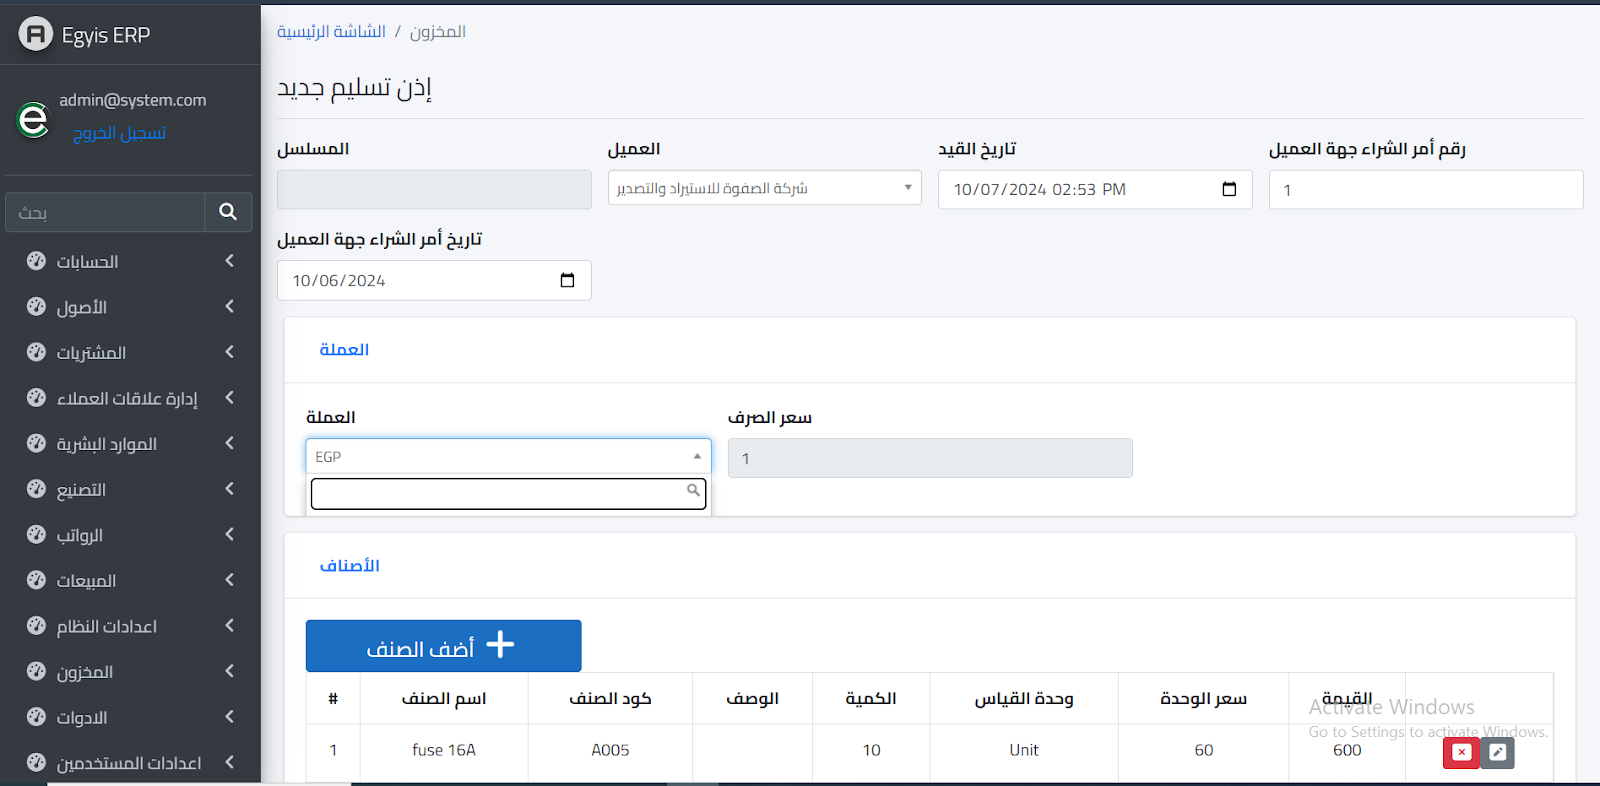 Egyis ERP
admin@system.com
تسجيل الخروج
بحث
الحسابات
الأصول
المشتريات
إدارة علاقات العملاء
الموارد البشرية
التصنيع
الرواتب
المبيعات
اعدادات النظام
المخزون
الادوات
اعدادات المستخدمين
الشاشة الرئيسية / المخزون
إذن تسليم جديد
المسلسل
العميل
شركة الصفوة للاستيراد والتصدير
تاريخ القيد
10/07/2024 02:53 PM
رقم أمر الشراء جهة العميل
1
تاريخ أمر الشراء جهة العميل
10/06/2024
العملة
العملة
EGP
سعر الصرف
1
الأصناف
أضف الصنف
# اسم الصنف كود الصنف الوصف الكمية وحدة القياس سعر الوحدة القيمة
1 fuse 16A A005 10 Unit 60 600
Activate Windows
Go to Settings to activate Windows.